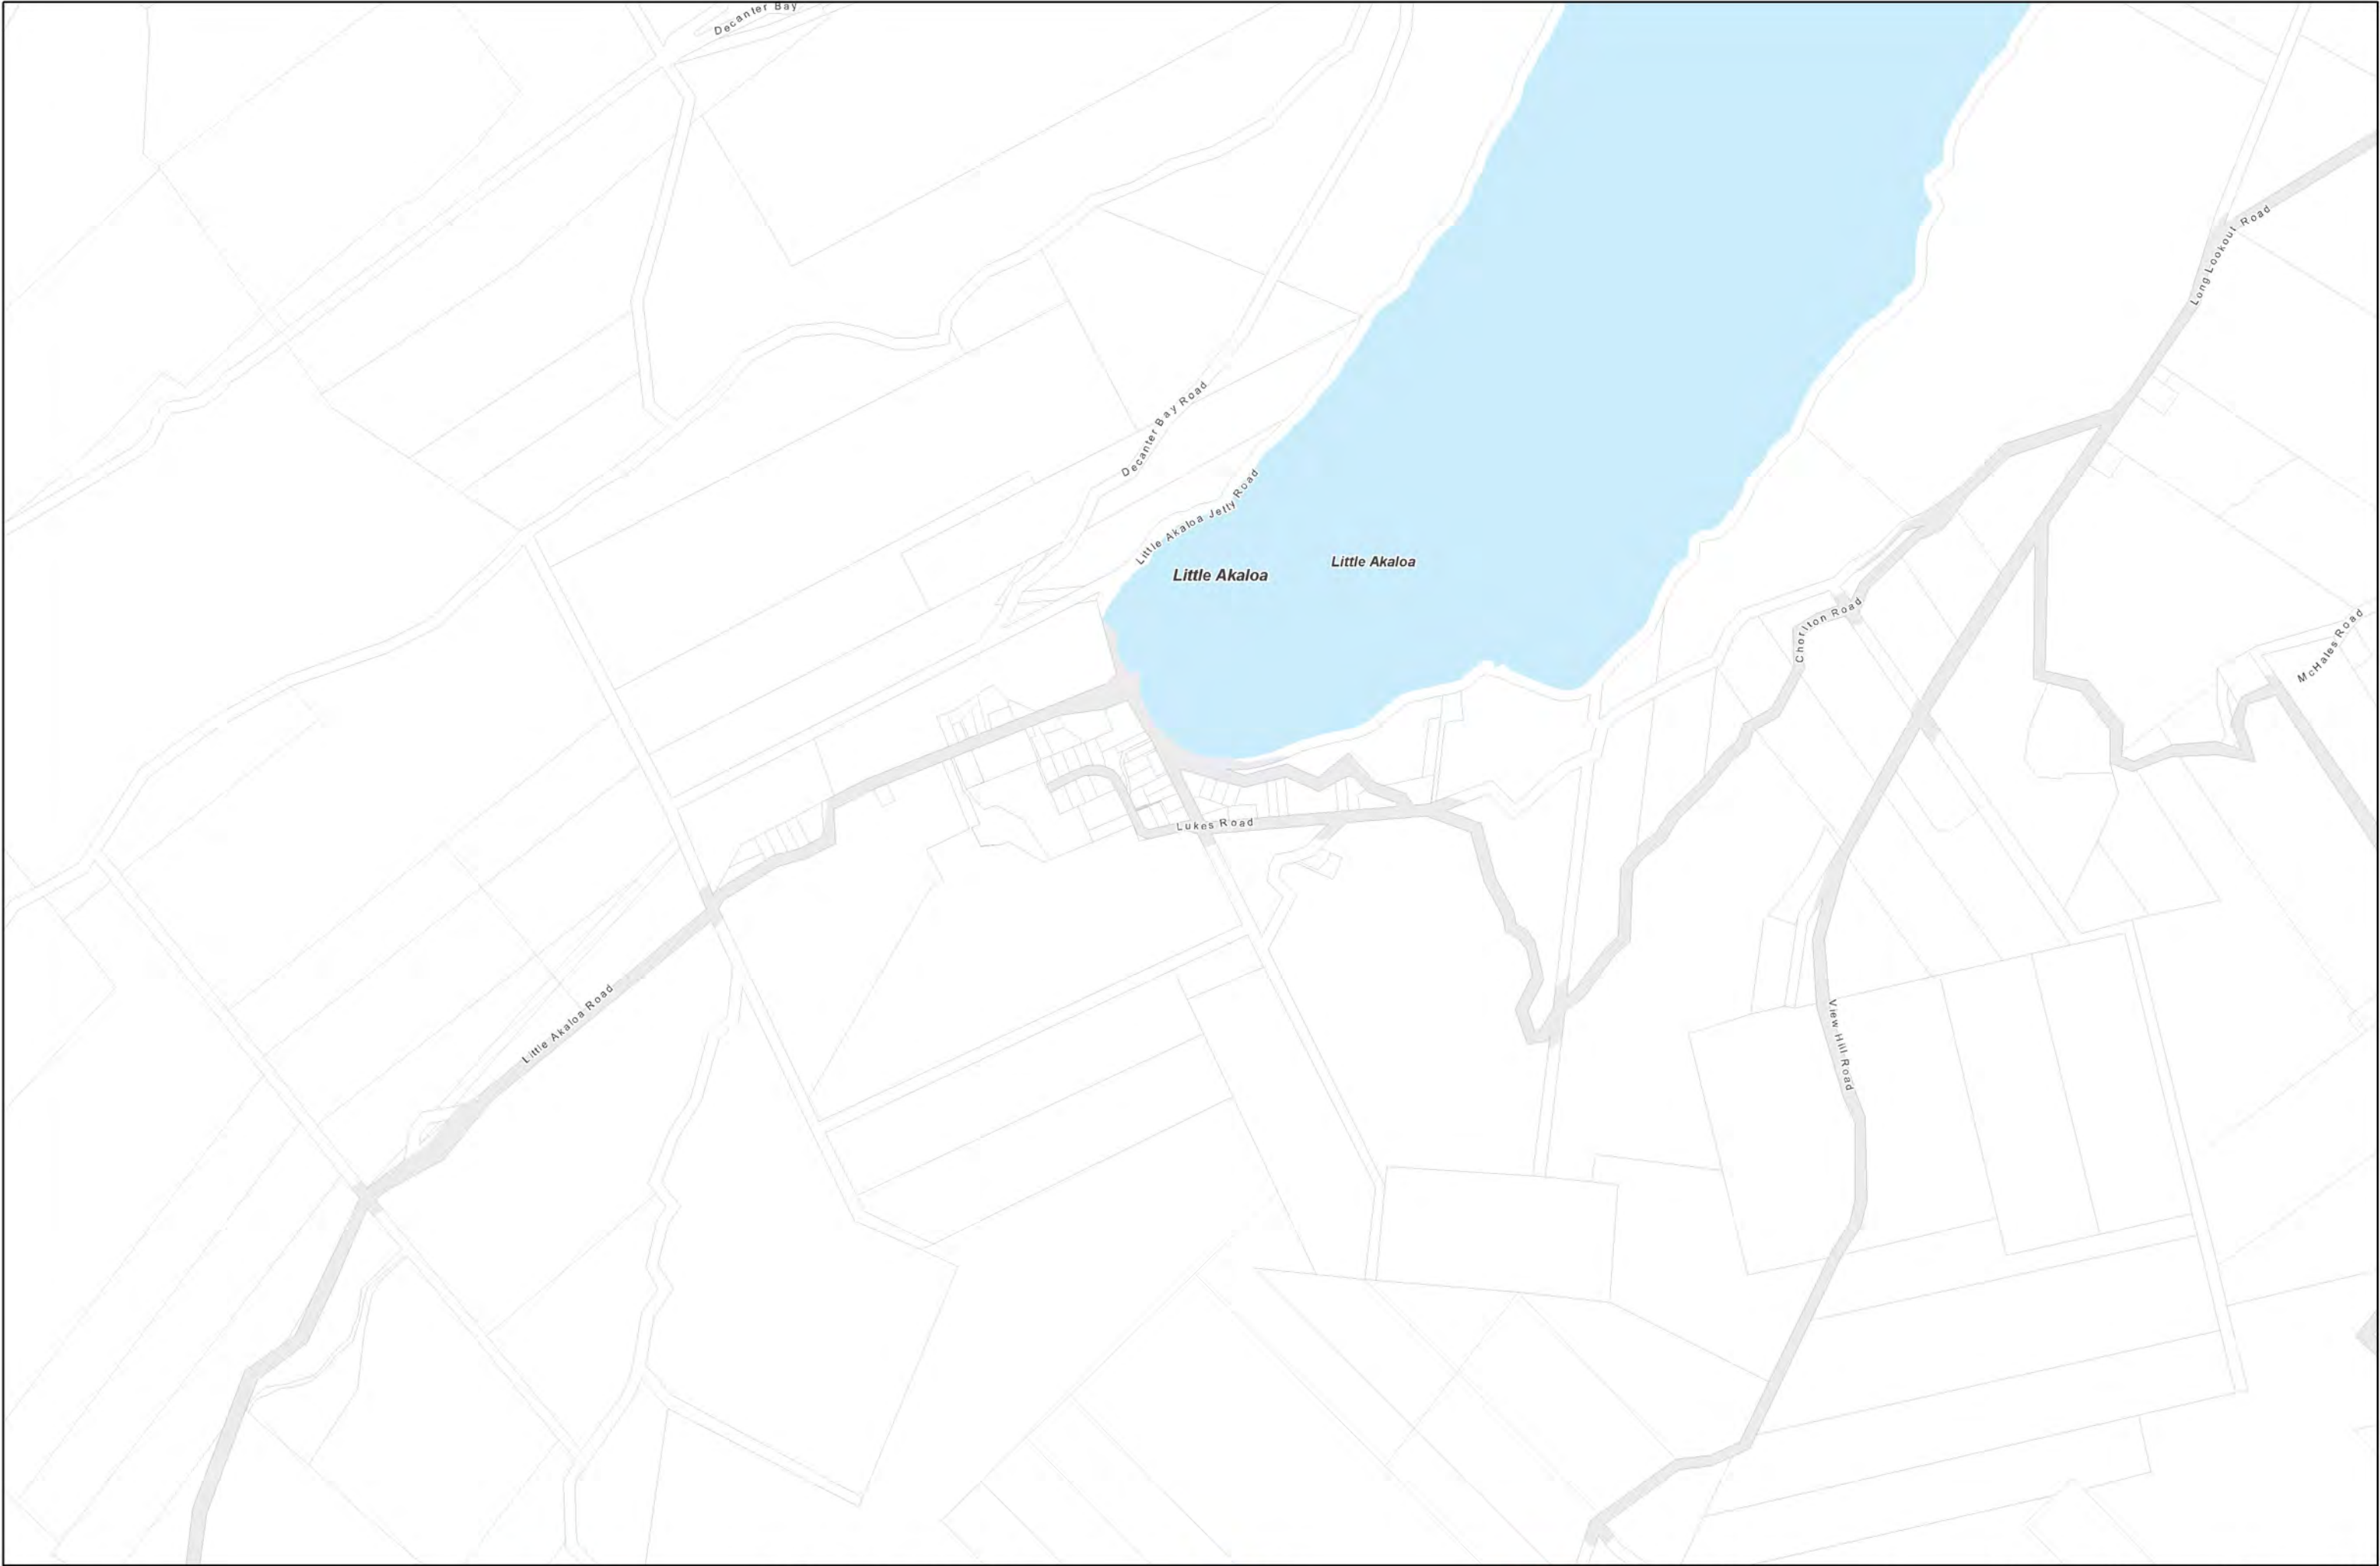 Decanter Bay
Long Lookout Road
Decanter Bay Road
Little Akaloa Jetty Road
Little Akaloa
Little Akaloa
Chorlton Road
McHales Road
Lukes Road
Little Akaloa Road
View Hill Road